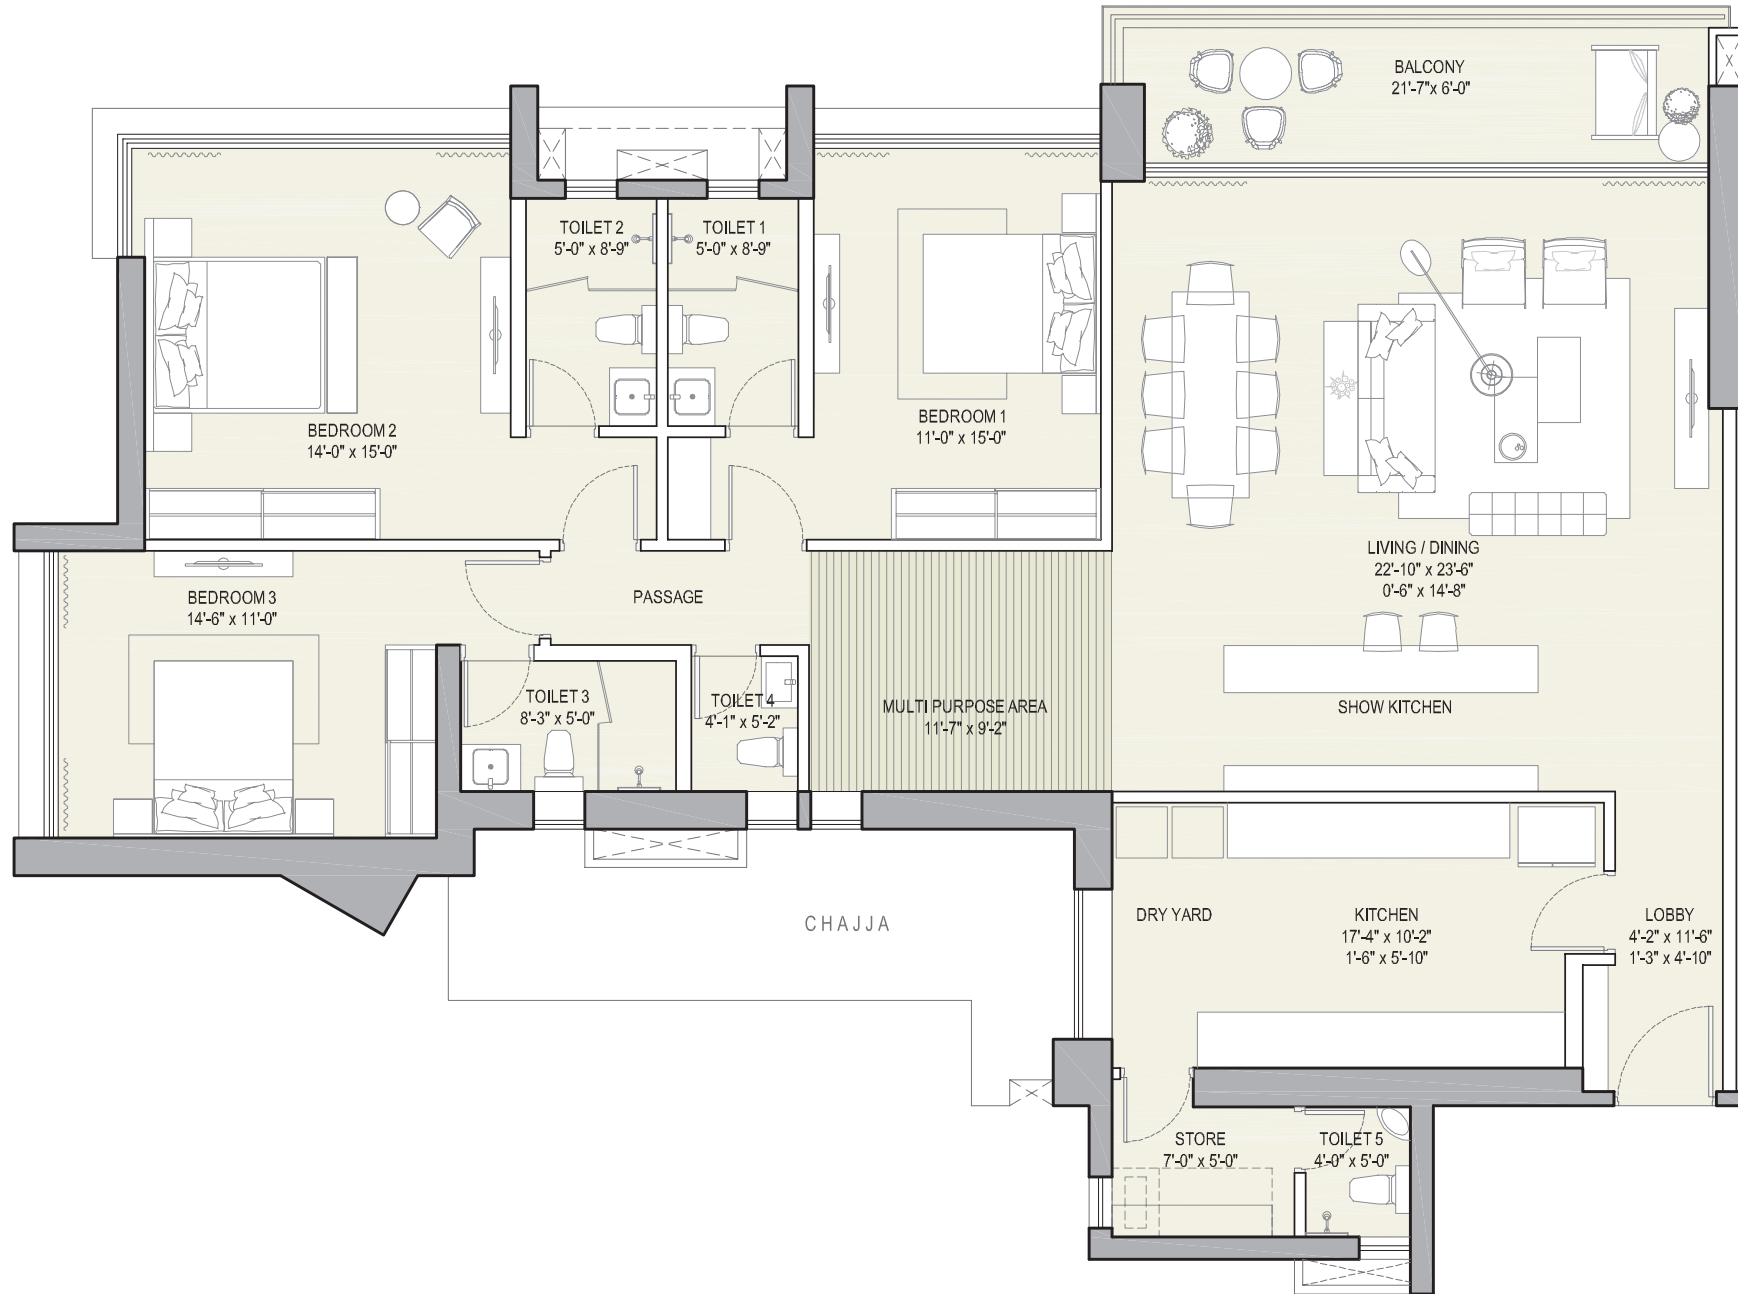 BALCONY
21'-7"x 6'-0"
TOILET 2
5'-0" x 8'-9"
TOILET 1
5'-0" x 8'-9"
BEDROOM 2
14'-0" x 15'-0"
BEDROOM 1
11'-0" x 15'-0"
LIVING / DINING
22'-10" x 23'-6"
0'-6" x 14'-8"
BEDROOM 3
14'-6" x 11'-0"
PASSAGE
TOILET 3
8'-3" x 5'-0"
TOILET 4
4'-1" x 5'-2"
MULTI PURPOSE AREA
11'-7" x 9'-2"
SHOW KITCHEN
CHAJJA
DRY YARD
KITCHEN
17'-4" x 10'-2"
1'-6" x 5'-10"
LOBBY
4'-2" x 11'-6"
1'-3" x 4'-10"
STORE
7'-0" x 5'-0"
TOILET 5
4'-0" x 5'-0"